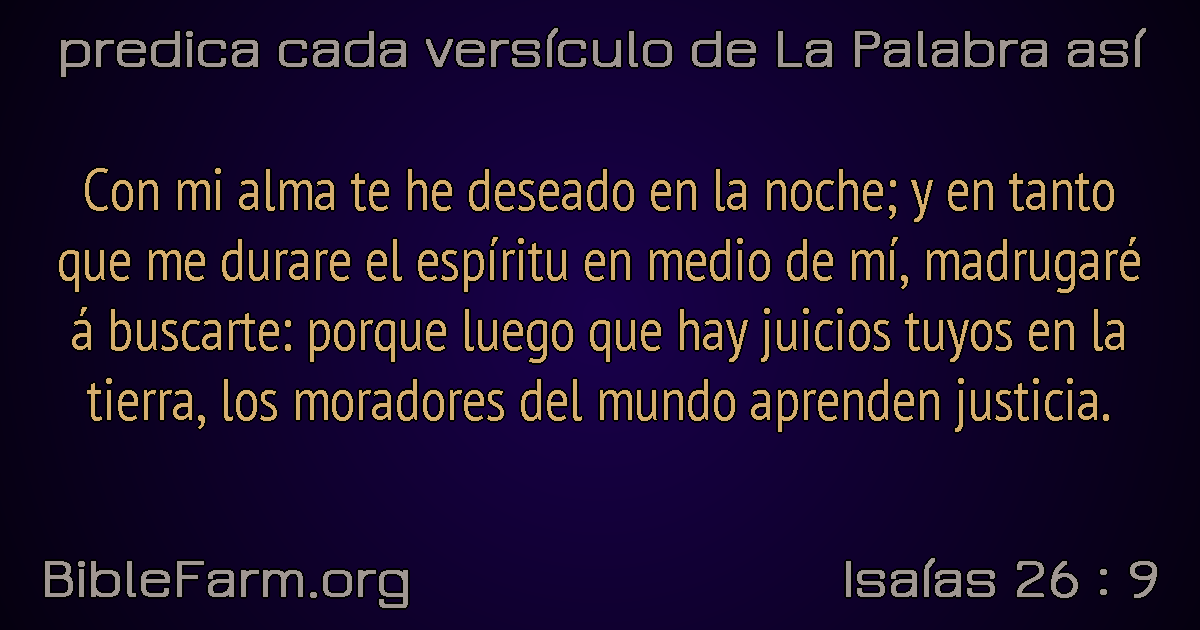 predica cada versículo de La Palabra así
Con mi alma te he deseado en la noche; y en tanto
que me durare el espíritu en medio de mí, madrugaré
á buscarte: porque luego que hay juicios tuyos en la
tierra, los moradores del mundo aprenden justicia.
BibleFarm.org
Isaías 26 : 9